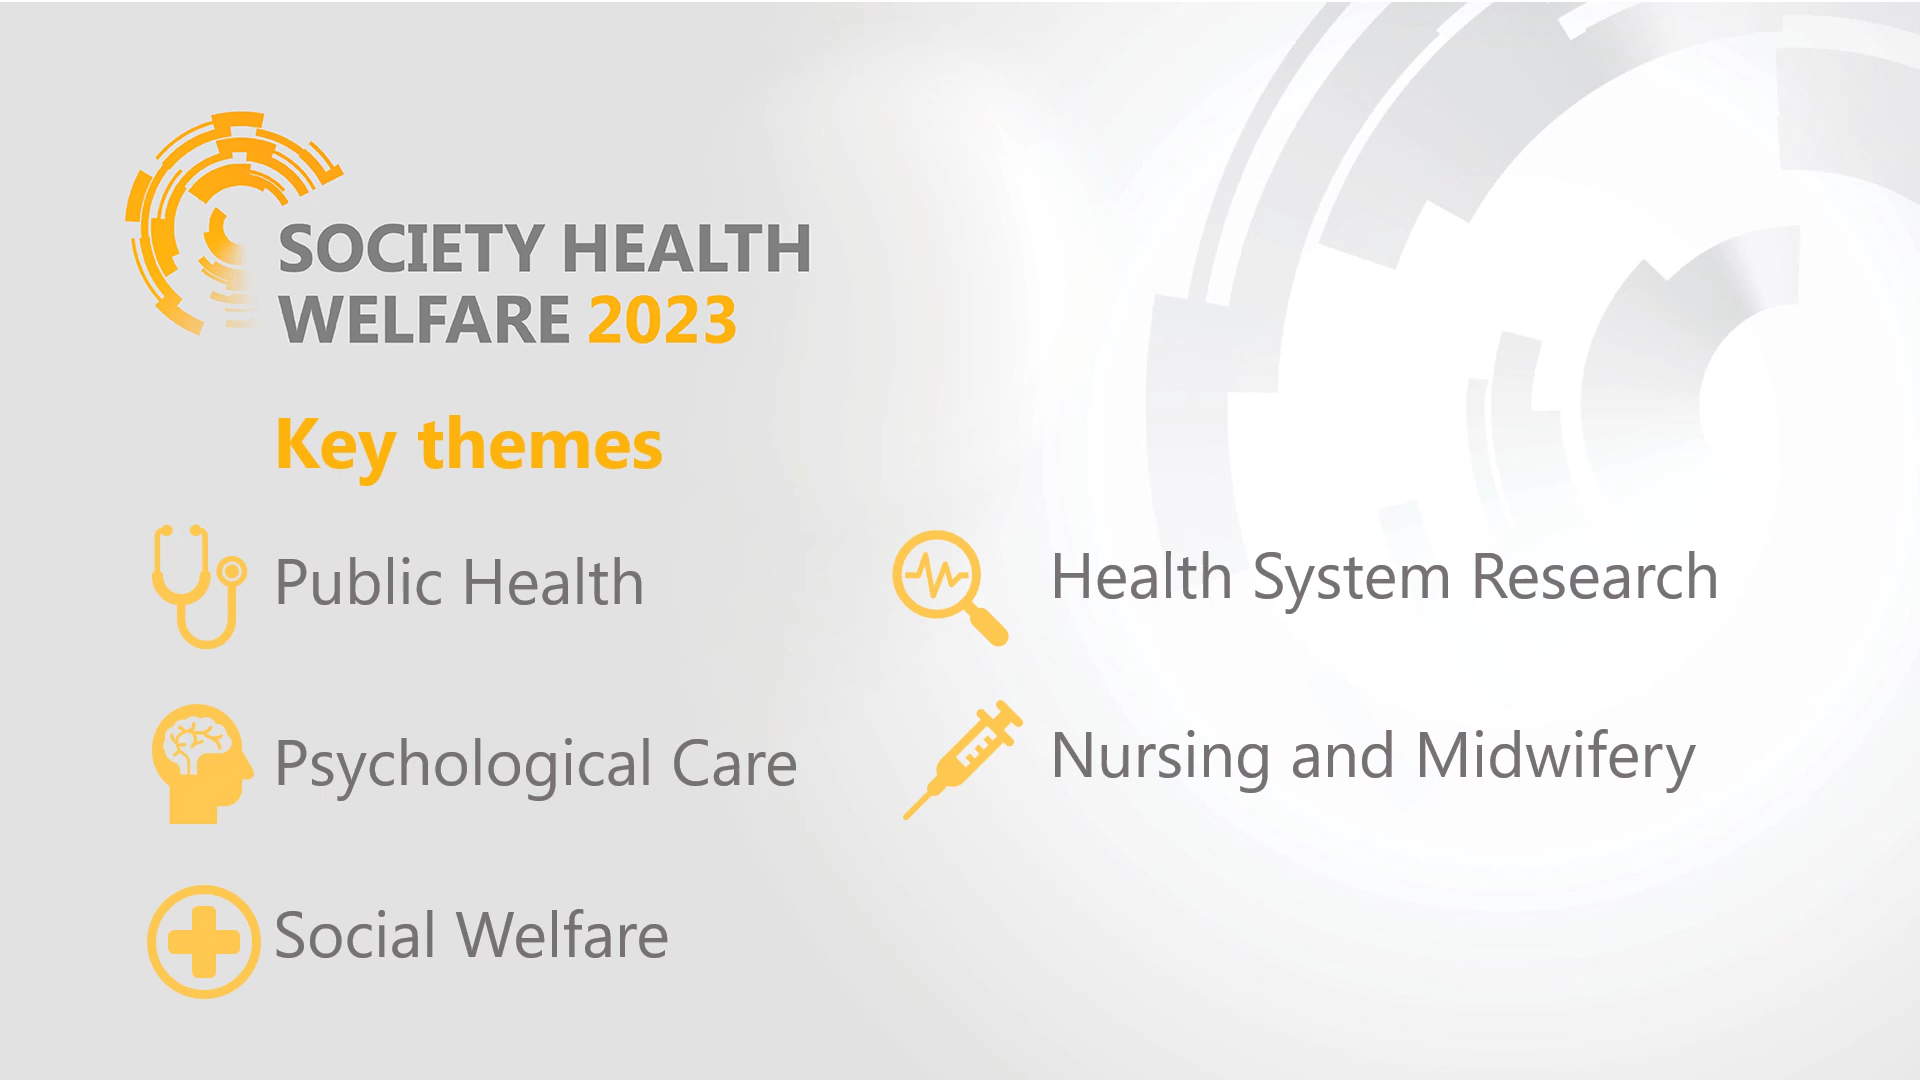 SOCIETY HEALTH
WELFARE 2023
Key themes
Public Health
Psychological Care
Social Welfare
Health System Research
Nursing and Midwifery